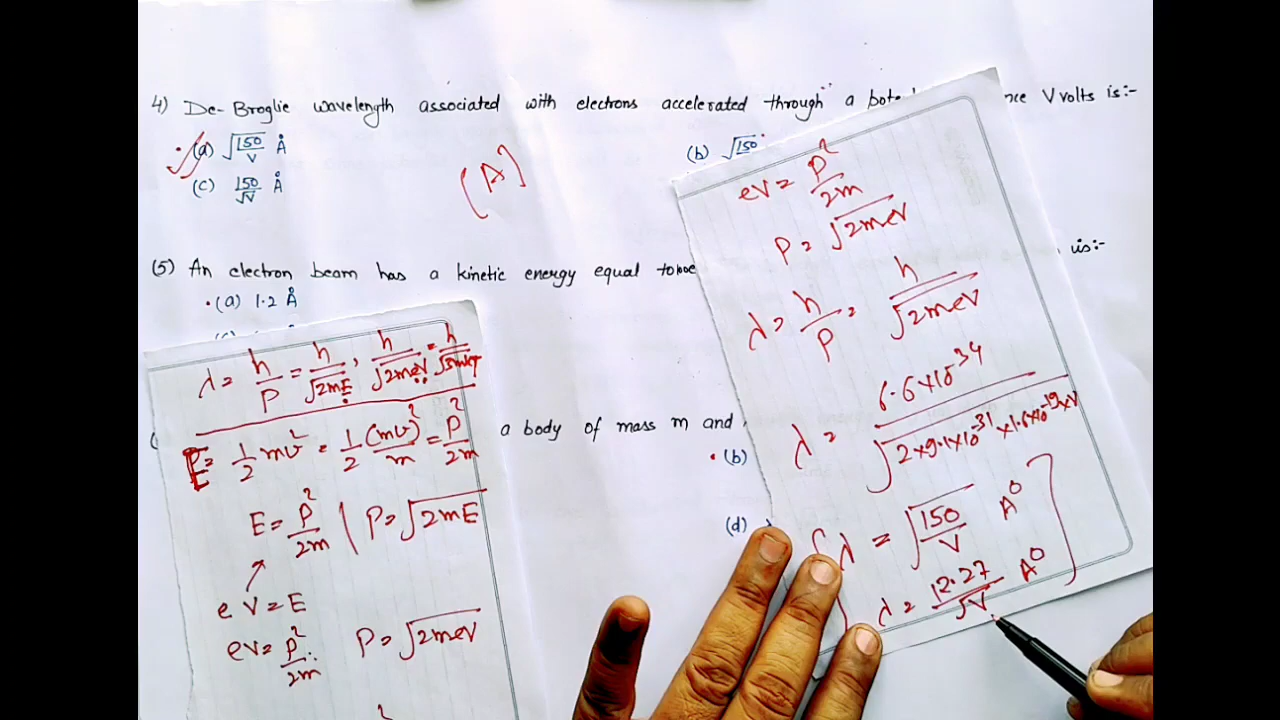 4) De-Broglie wavelength associated with electrons accelerated through a V volts is:-
(a) √150/V Å
(b) √150
(c) 150/√V Å
(A)
(5) An electron beam has a kinetic energy equal to is:-
(a) 1.2 Å
a body of mass m and
(b)
(d)
λ = h/P = h/√2mE, h/√2meV = h/√3mKT
E = 1/2 mv² = 1/2 (mv)²/m = P²/2m
E = P²/2m ( P = √2mE
eV = E
eV = P²/2m P = √2meV
eV = P²/2m
P = √2meV
λ = h/P = h/√2meV
λ = 6.6×10⁻³⁴/√2×9.1×10⁻³¹×1.6×10⁻¹⁹×V
λ = √150/V A⁰
λ = 12.27/√V A⁰